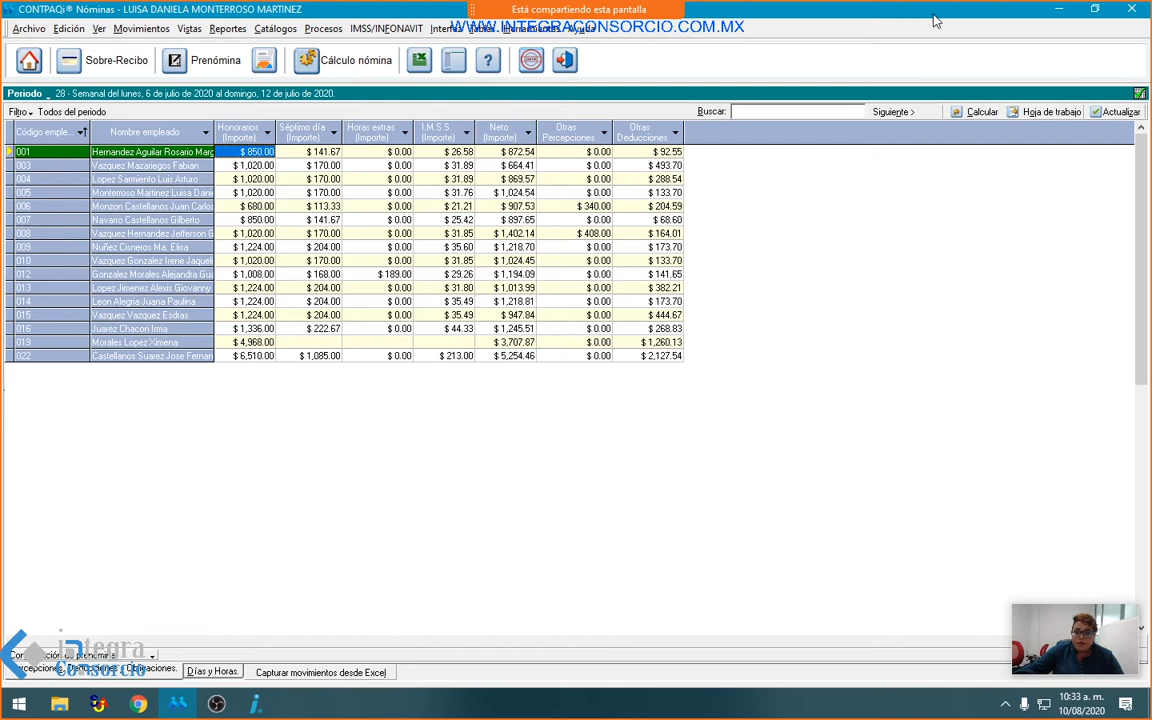 CONTPAQi® Nóminas - LUISA DANIELA MONTERROSO MARTINEZ
Está compartiendo esta pantalla
WWW.INTEGRACONSORCIO.COM.MX
Archivo Edición Ver Movimientos Vistas Reportes Catálogos Procesos IMSS/INFONAVIT
Sobre-Recibo Prenómina Cálculo nómina
Periodo 28 - Semanal del lunes, 6 de julio de 2020 al domingo, 12 de julio de 2020.
Filtro Todos del periodo Buscar: Siguiente > Calcular Hoja de trabajo Actualizar
Código emple... Nombre empleado Honorarios (Importe) Séptimo día (Importe) Horas extras (Importe) I.M.S.S. (Importe) Neto (Importe) Otras Percepciones Otras Deducciones
001 Hernandez Aguilar Rosario Marg $ 850.00 $ 141.67 $ 0.00 $ 26.58 $ 872.54 $ 0.00 $ 92.55
003 Vazquez Mazariegos Fabian $ 1,020.00 $ 170.00 $ 0.00 $ 31.89 $ 664.41 $ 0.00 $ 493.70
004 Lopez Sarmiento Luis Arturo $ 1,020.00 $ 170.00 $ 0.00 $ 31.89 $ 869.57 $ 0.00 $ 288.54
005 Monterroso Martinez Luisa Dani $ 1,020.00 $ 170.00 $ 0.00 $ 31.76 $ 1,024.54 $ 0.00 $ 133.70
006 Monzon Castellanos Juan Carlos $ 680.00 $ 113.33 $ 0.00 $ 21.21 $ 907.53 $ 340.00 $ 204.59
007 Navarro Castellanos Gilberto $ 850.00 $ 141.67 $ 0.00 $ 25.42 $ 897.65 $ 0.00 $ 68.60
008 Vazquez Hernandez Jefferson G $ 1,020.00 $ 170.00 $ 0.00 $ 31.85 $ 1,402.14 $ 408.00 $ 164.01
009 Nuñez Cisneros Ma. Elisa $ 1,224.00 $ 204.00 $ 0.00 $ 35.60 $ 1,218.70 $ 0.00 $ 173.70
010 Vazquez Gonzalez Irene Jaqueli $ 1,020.00 $ 170.00 $ 0.00 $ 31.85 $ 1,024.45 $ 0.00 $ 133.70
012 Gonzalez Morales Alejandra Gua $ 1,008.00 $ 168.00 $ 189.00 $ 29.26 $ 1,194.09 $ 0.00 $ 141.65
013 Lopez Jimenez Alexis Giovanny $ 1,224.00 $ 204.00 $ 0.00 $ 31.80 $ 1,013.99 $ 0.00 $ 382.21
014 Leon Alegria Juana Paulina $ 1,224.00 $ 204.00 $ 0.00 $ 35.49 $ 1,218.81 $ 0.00 $ 173.70
015 Vazquez Vazquez Esdras $ 1,224.00 $ 204.00 $ 0.00 $ 35.49 $ 947.84 $ 0.00 $ 444.67
016 Juarez Chacon Irma $ 1,336.00 $ 222.67 $ 0.00 $ 44.33 $ 1,245.51 $ 0.00 $ 268.83
019 Morales Lopez Ximena $ 4,968.00 $ 3,707.87 $ 0.00 $ 1,260.13
022 Castellanos Suarez Jose Fernan $ 6,510.00 $ 1,085.00 $ 0.00 $ 213.00 $ 5,254.46 $ 0.00 $ 2,127.54
integra
Consorcio
Días y Horas. Capturar movimientos desde Excel
10:33 a. m.
10/08/2020